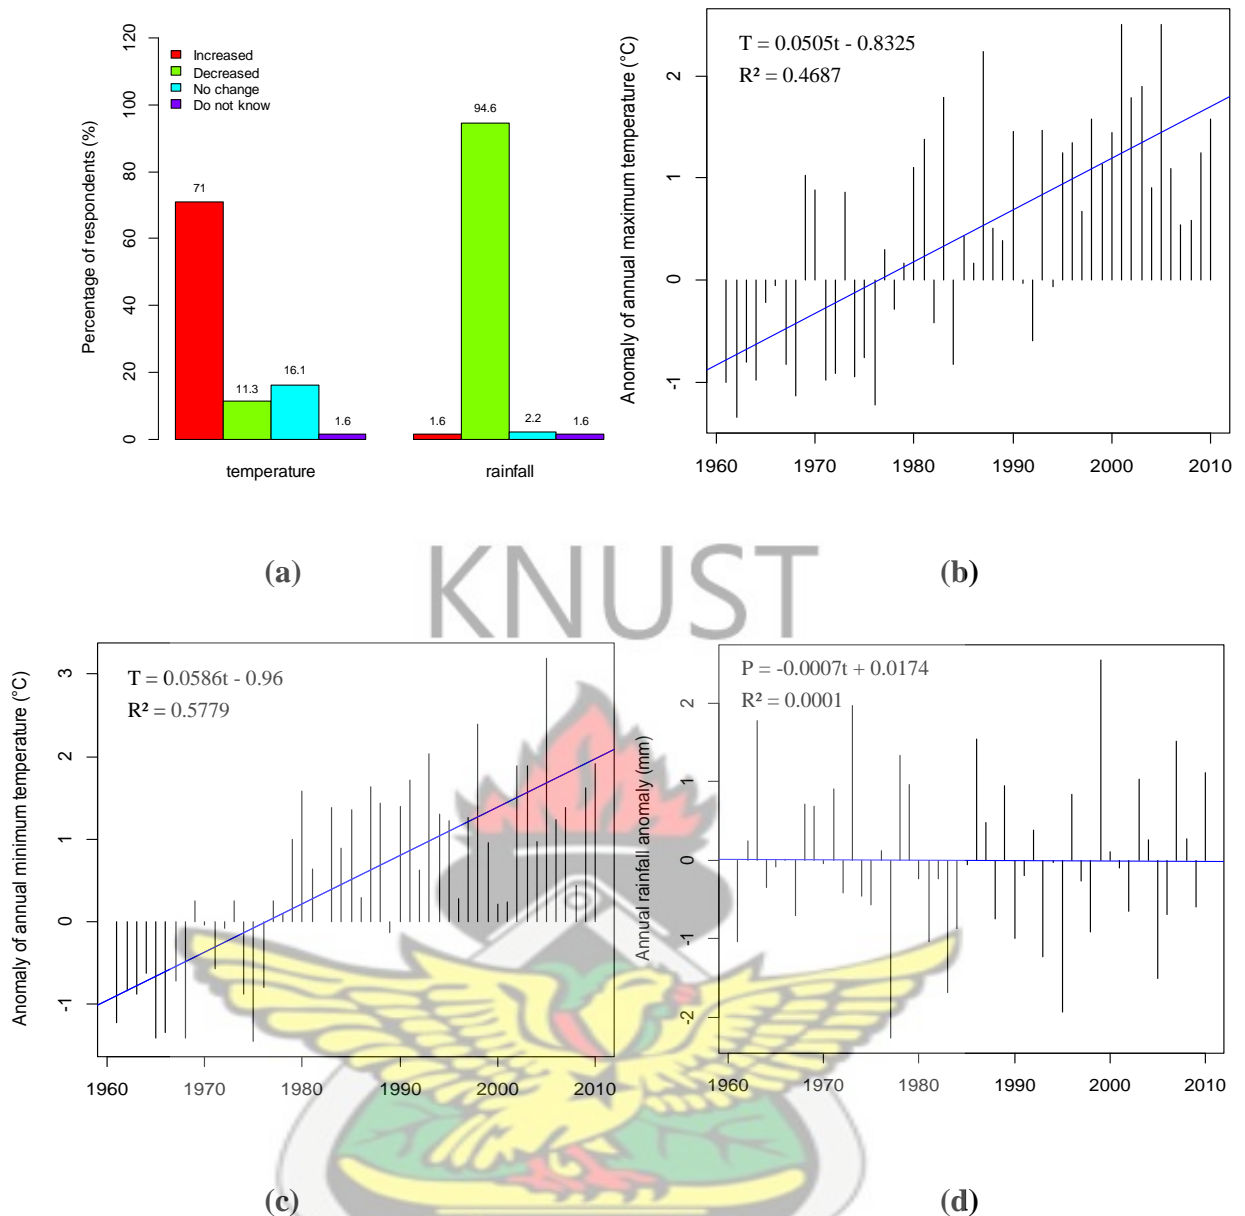 Percentage of respondents (%)
120
100
80
60
40
20
0
Increased
Decreased
No change
Do not know
71
11.3
16.1
1.6
1.6
94.6
2.2
1.6
temperature
rainfall
(a)
Anomaly of annual maximum temperature (°C)
T = 0.0505t - 0.8325
R² = 0.4687
2
1
0
-1
1960
1970
1980
1990
2000
2010
(b)
KNUST
Anomaly of annual minimum temperature (°C)
T = 0.0586t - 0.96
R² = 0.5779
3
2
1
0
-1
1960
1970
1980
1990
2000
2010
(c)
Annual rainfall anomaly (mm)
P = -0.0007t + 0.0174
R² = 0.0001
2
1
0
-1
-2
1960
1970
1980
1990
2000
2010
(d)